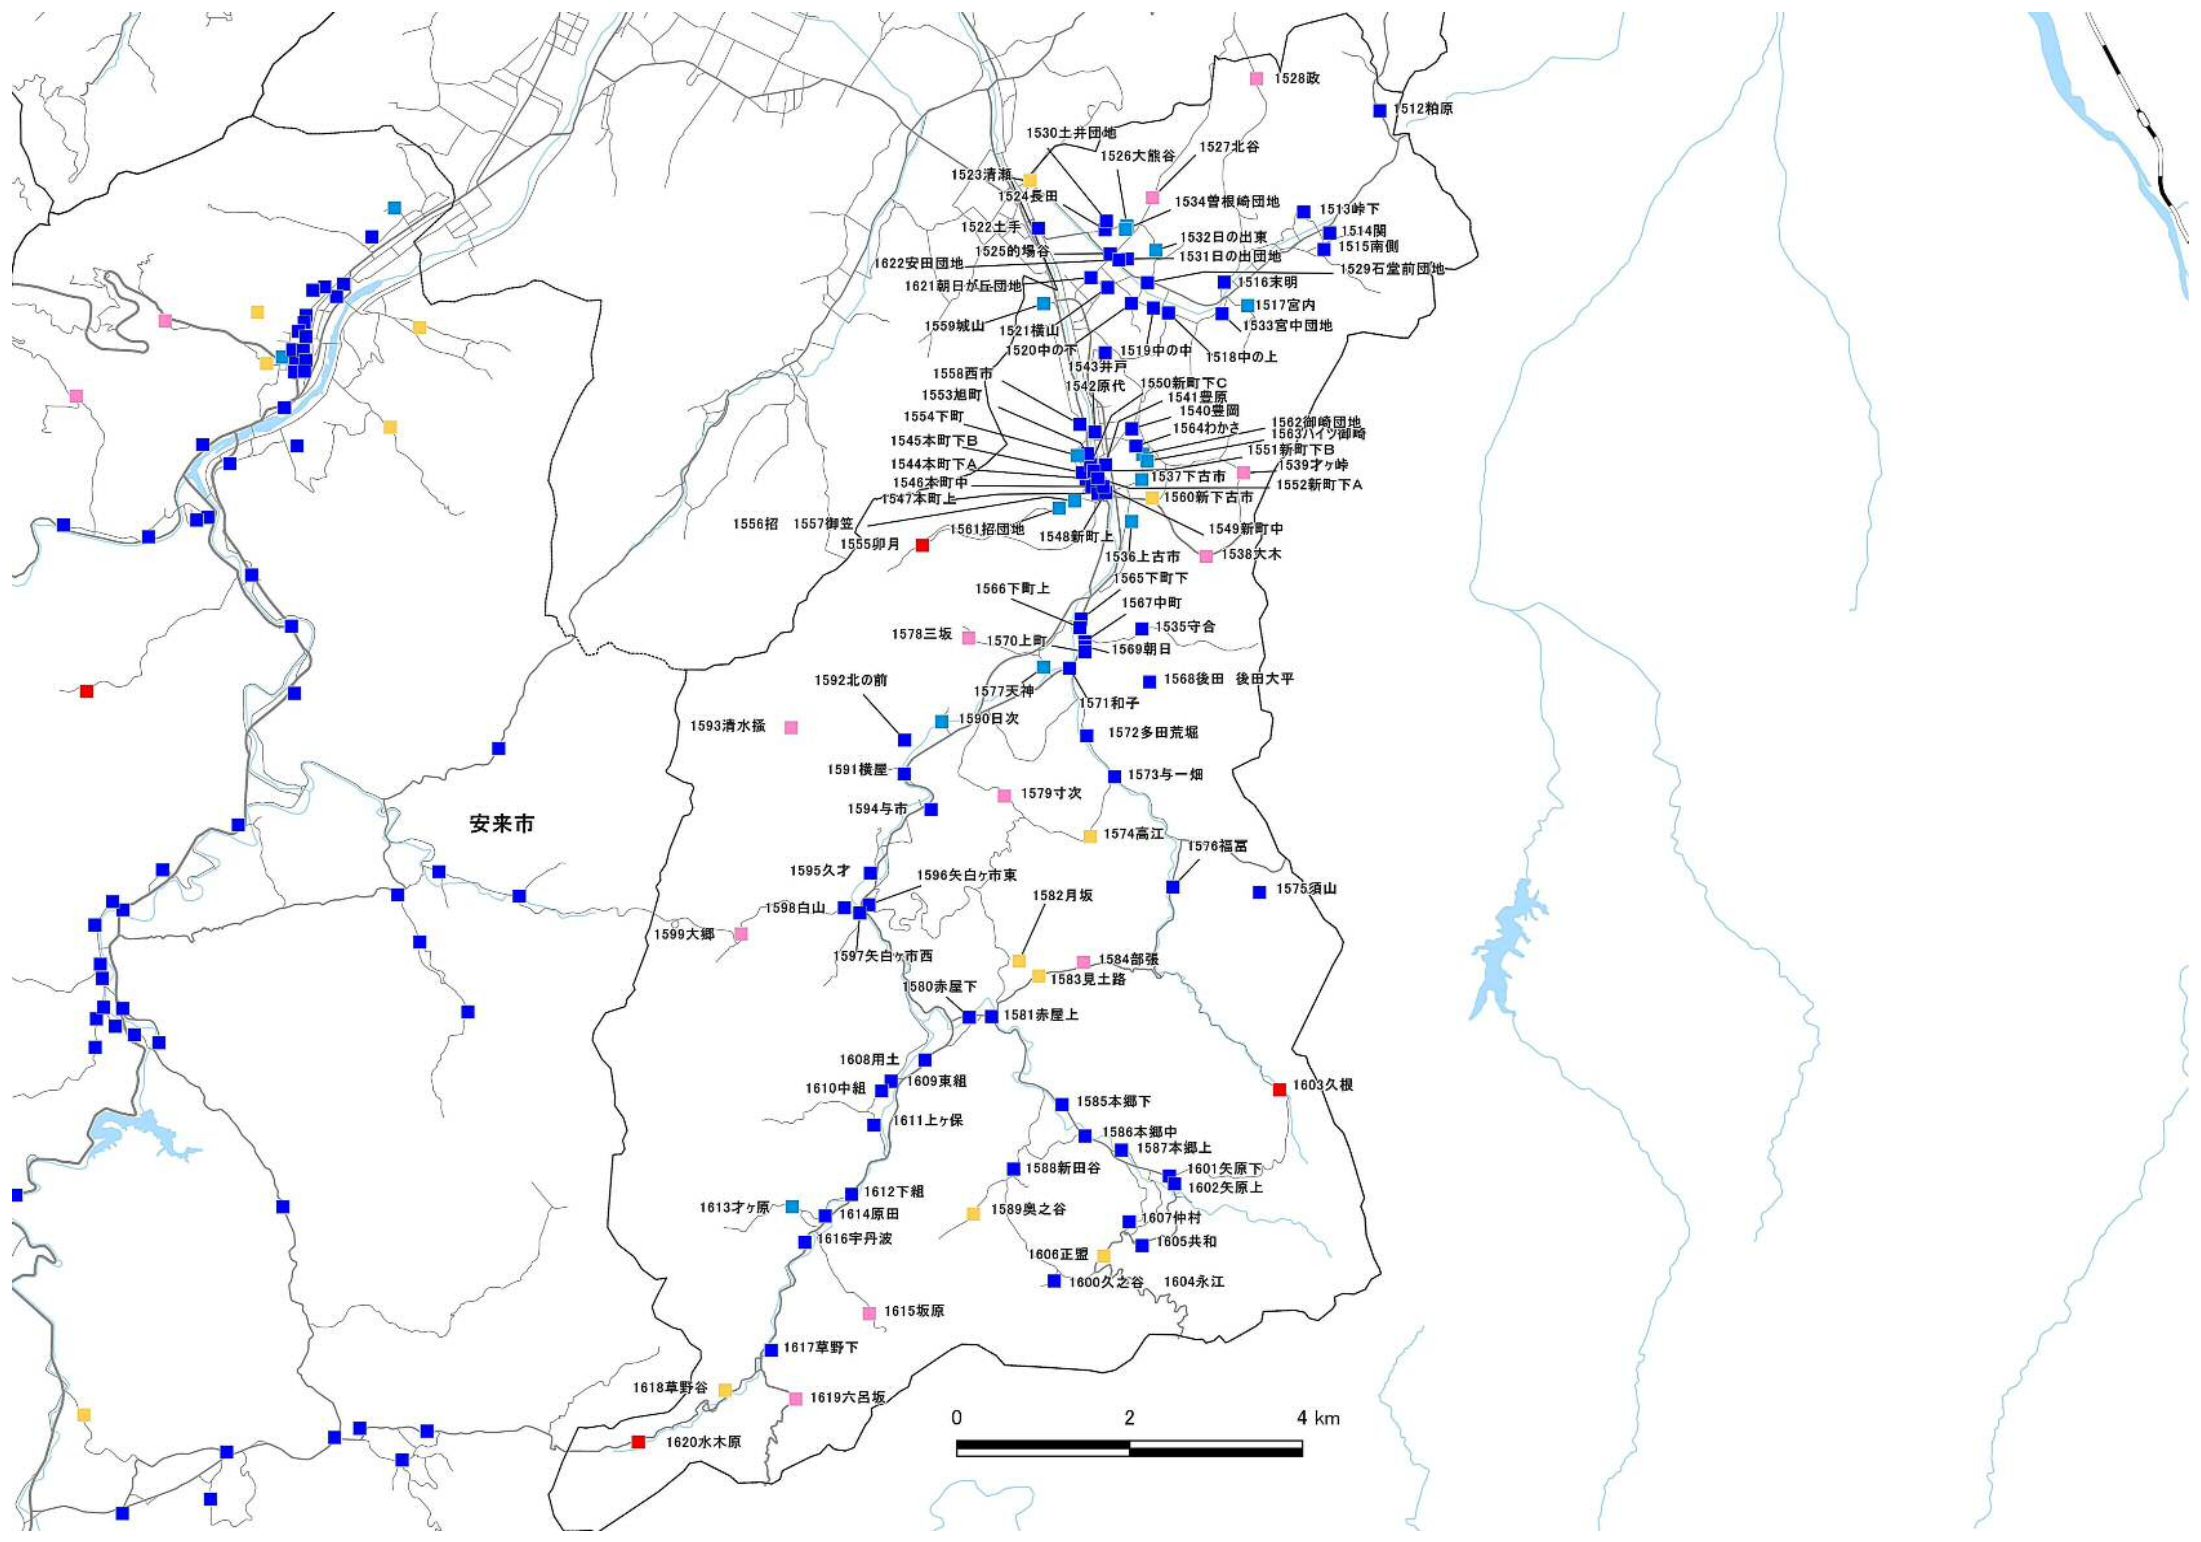 1528政
1512粕原
1530土井団地
1526大熊谷
1527北谷
1523清瀬
1524長田
1534曽根崎団地
1513峠下
1522土手
1514関
1532日の出東
1515南側
1525的場谷
1531日の出団地
1622安田団地
1529石堂前団地
1621朝日が丘団地
1516末明
1517宮内
1559城山
1521横山
1533宮中団地
1520中の下
1519中の中
1518中の上
1543井戸
1558西市
1542原代
1550新町下C
1553旭町
1541豊原
1540豊岡
1554下町
1562御崎団地
1564わかさ
1563ハイツ御崎
1545本町下B
1551新町下B
1544本町下A
1539才ヶ峠
1537下古市
1546本町中
1552新町下A
1547本町上
1560新下古市
1556招 1557御笠
1561招団地
1549新町中
1548新町上
1555卯月
1536上古市
1538大木
1565下町下
1566下町上
1567中町
1578三坂
1570上町
1535守合
1569朝日
1592北の前
1568後田 後田大平
1577天神
1571和子
1593清水掻
1590日次
1572多田荒堀
1591横屋
1573与一畑
1579寸次
1594与市
安来市
1574高江
1576福冨
1595久才
1596矢白ヶ市東
1575須山
1582月坂
1598白山
1599大郷
1597矢白ヶ市西
1584部張
1583見土路
1580赤屋下
1581赤屋上
1608用土
1609東組
1610中組
1603久根
1585本郷下
1611上ヶ保
1586本郷中
1587本郷上
1588新田谷
1601矢原下
1602矢原上
1612下組
1613才ヶ原
1614原田
1589奥之谷
1607仲村
1616宇丹波
1605共和
1606正盟
1600久之谷
1604永江
1615坂原
1617草野下
1618草野谷
1619六呂坂
1620水木原
0 2 4 km